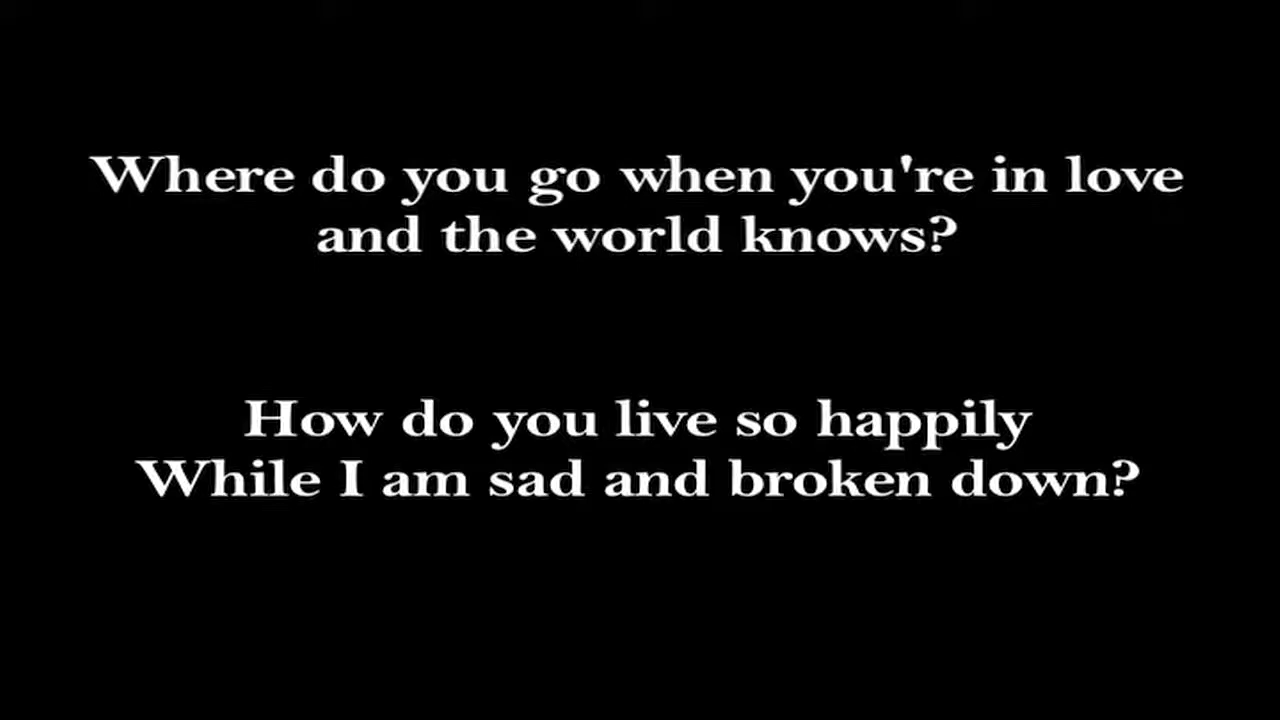 Where do you go when you're in love
and the world knows?
How do you live so happily
While I am sad and broken down?